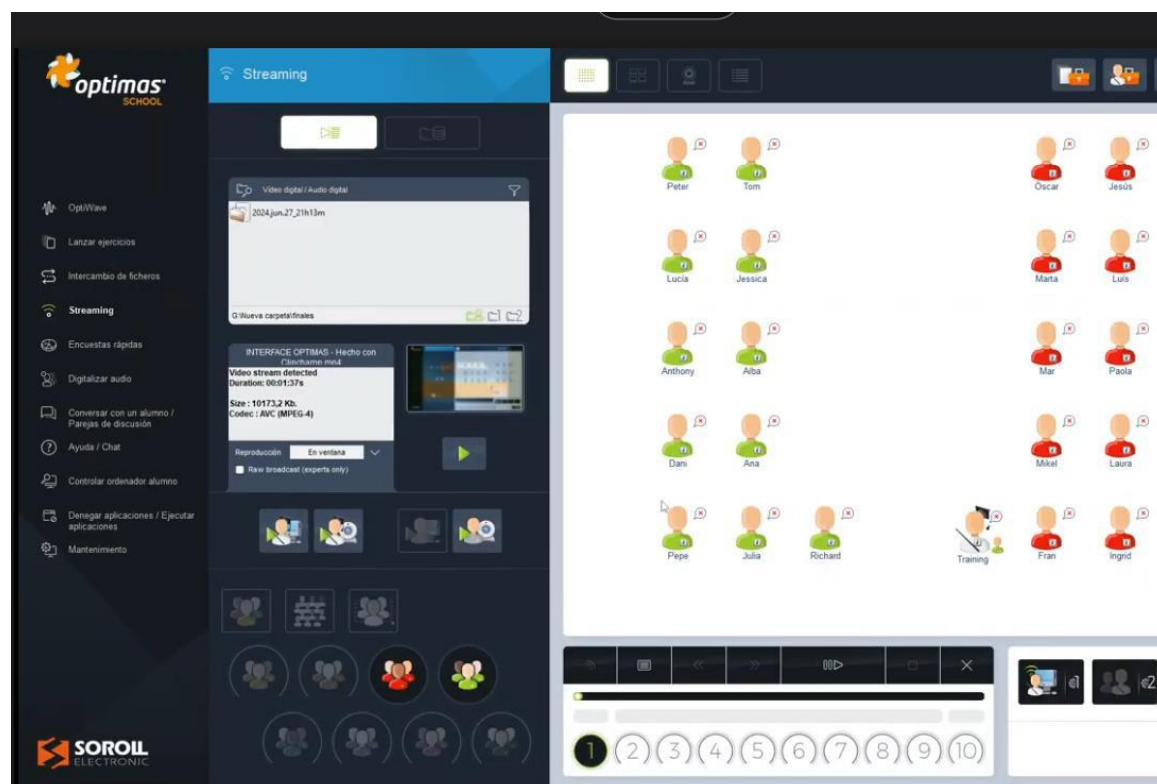 optimas
SCHOOL
Streaming
OptiWave
Lanzar ejercicios
Intercambio de ficheros
Streaming
Encuestas rápidas
Digitalizar audio
Conversar con un alumno /
Parejas de discusión
Ayuda / Chat
Controlar ordenador alumno
Denegar aplicaciones / Ejecutar
aplicaciones
Mantenimiento
SOROLL
ELECTRONIC
Vídeo digital / Audio digital
2024.jun.27_21h13m
G:\Nueva carpeta\finales
1 2
INTERFACE OPTIMAS - Hecho con
Clipchamp.mp4
Video stream detected
Duration: 00:01:37s
Size : 10173,2 Kb.
Codec : AVC (MPEG-4)
Reproducción En ventana
Raw broadcast (experts only)
Peter Tom Oscar Jesús
Lucía Jessica Marta Luis
Anthony Alba Mar Paola
Dani Ana Mikel Laura
Pepe Julia Richard Training Fran Ingrid
1 2 3 4 5 6 7 8 9 10
1 2